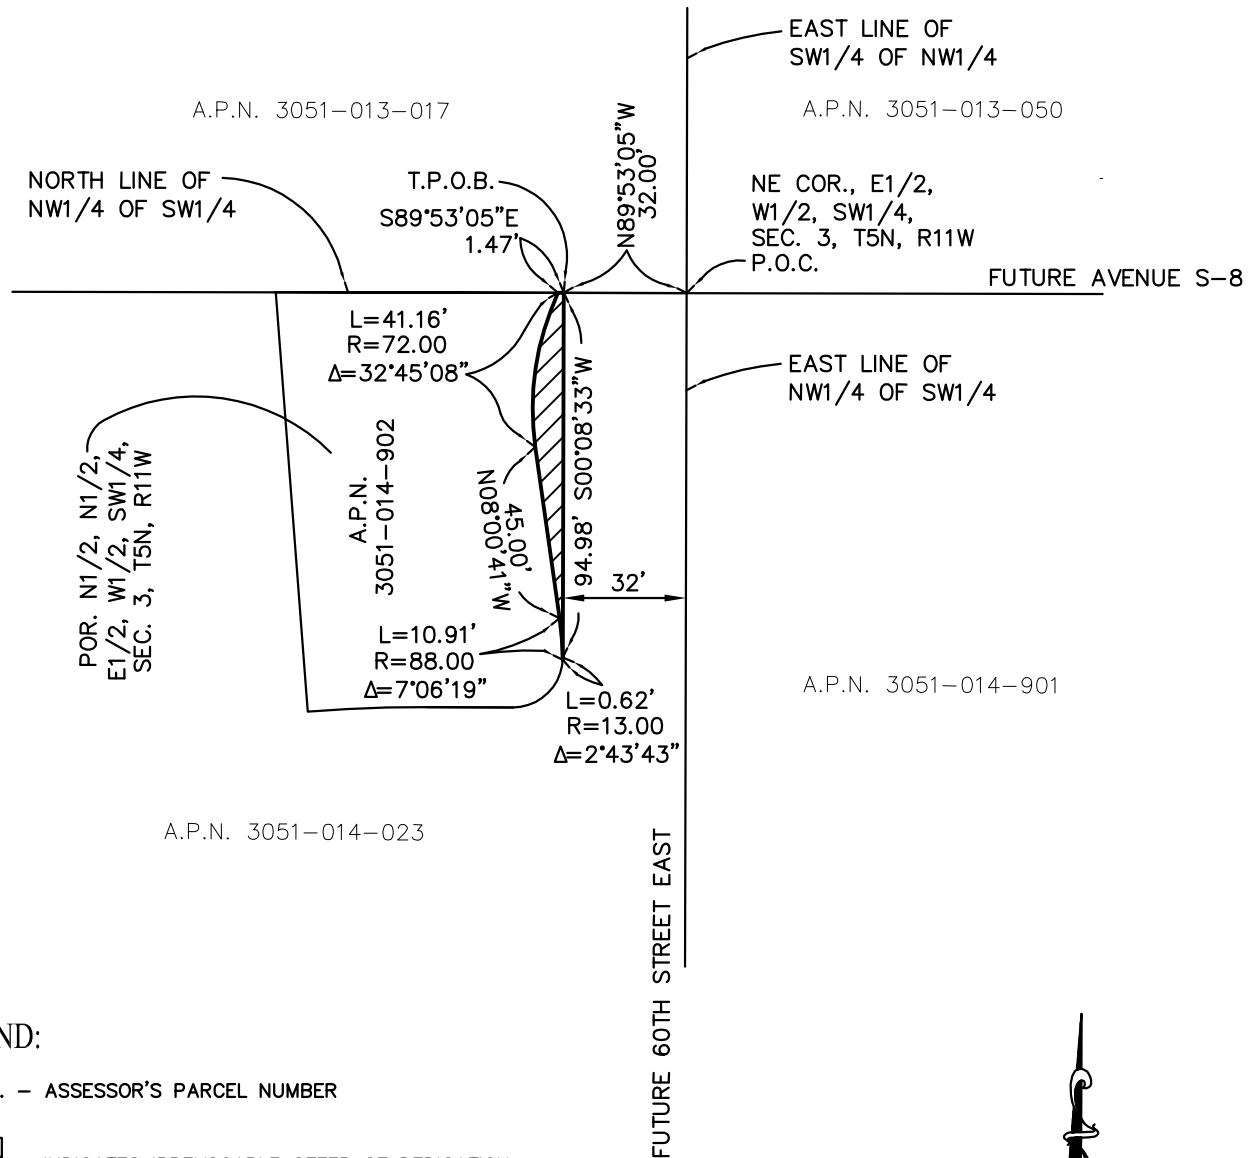 EAST LINE OF
SW1/4 OF NW1/4
A.P.N. 3051-013-017
A.P.N. 3051-013-050
NORTH LINE OF
NW1/4 OF SW1/4
T.P.O.B.
S89°53'05"E
1.47'
N89°53'05"W
32.00'
NE COR., E1/2,
W1/2, SW1/4,
SEC. 3, T5N, R11W
P.O.C.
FUTURE AVENUE S-8
L=41.16'
R=72.00
Δ=32°45'08"
EAST LINE OF
NW1/4 OF SW1/4
POR. N1/2, N1/2,
E1/2, W1/2, SW1/4,
SEC. 3, T5N, R11W
A.P.N.
3051-014-902
45.00'
N08°00'41"W
94.98' S00°08'33"W
32'
L=10.91'
R=88.00
Δ=7°06'19"
L=0.62'
R=13.00
Δ=2°43'43"
A.P.N. 3051-014-901
A.P.N. 3051-014-023
FUTURE 60TH STREET EAST
ND:
. - ASSESSOR'S PARCEL NUMBER